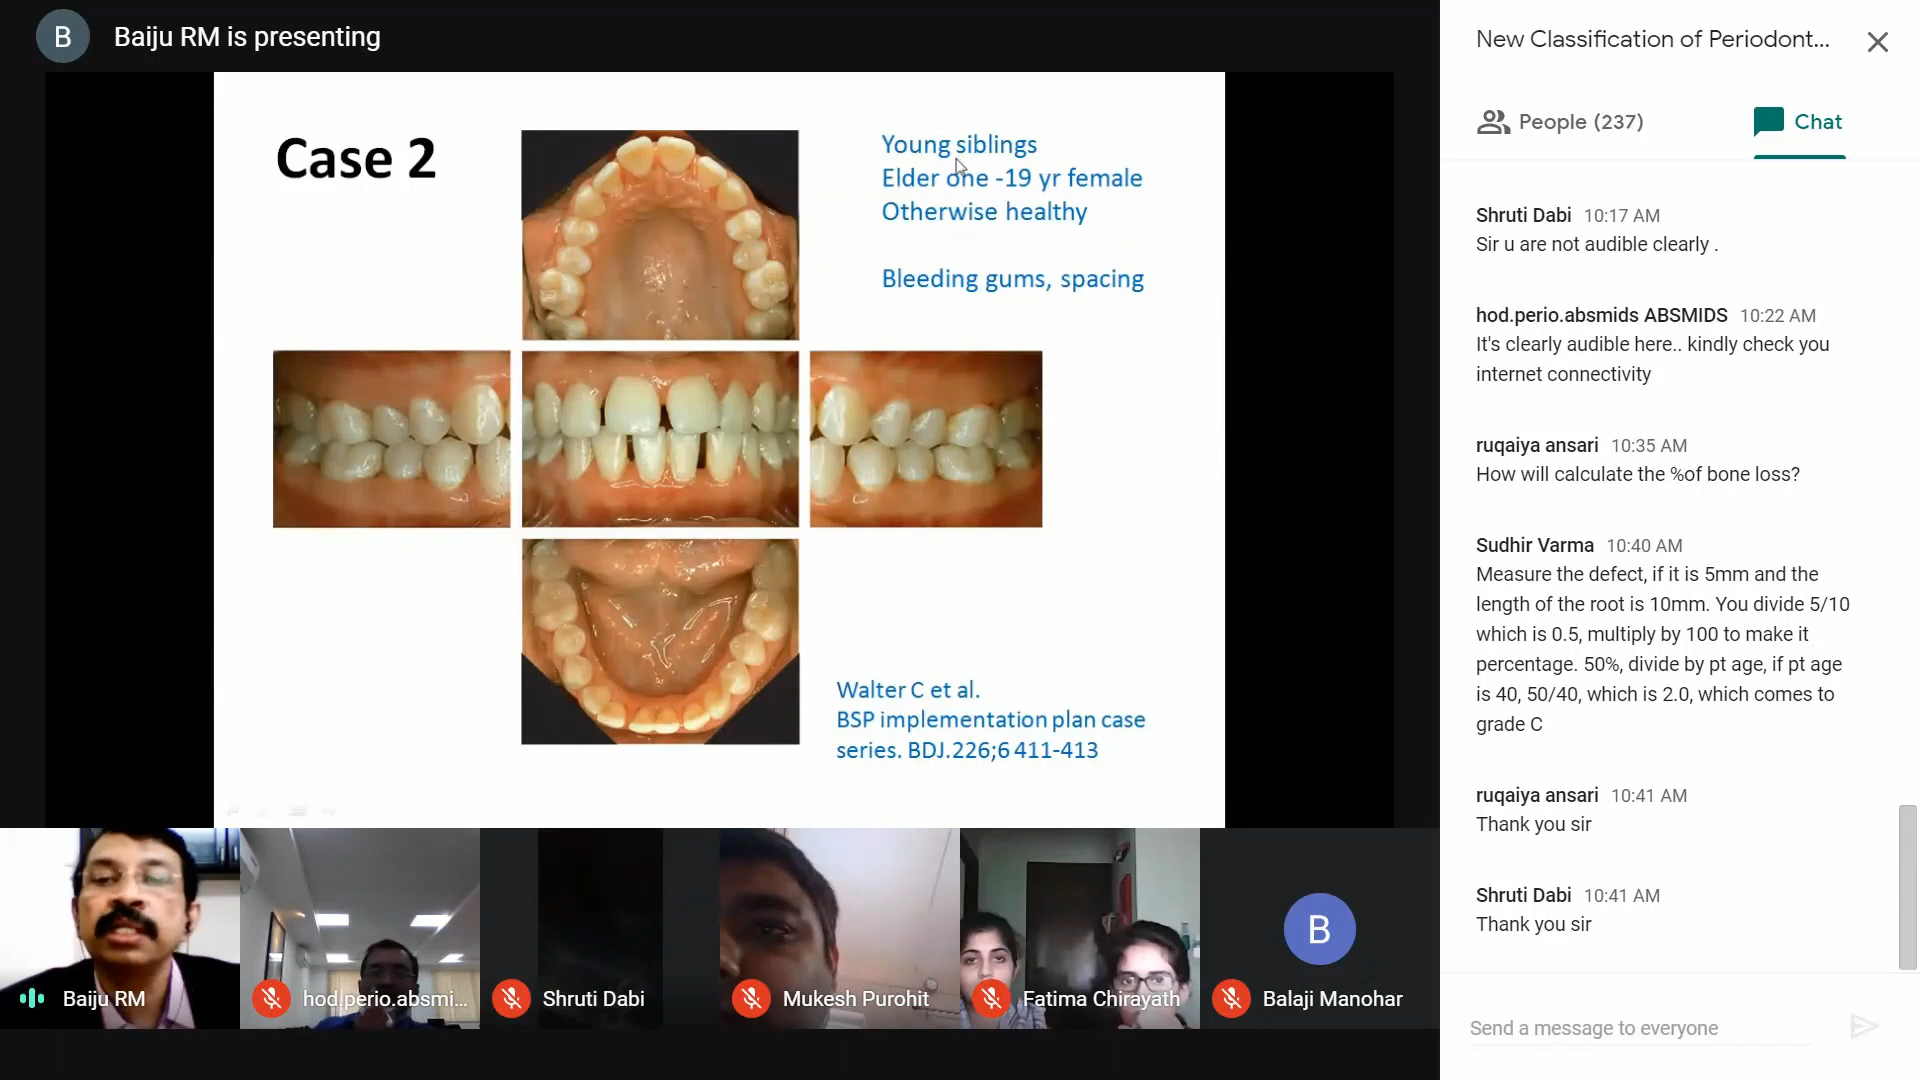 B
Baiju RM is presenting
Case 2
Young siblings
Elder one -19 yr female
Otherwise healthy
Bleeding gums, spacing
Walter C et al.
BSP implementation plan case
series. BDJ.226;6 411-413
Baiju RM
hod.perio.absmi...
Shruti Dabi
Mukesh Purohit
Fatima Chirayath
B
Balaji Manohar
New Classification of Periodont...
People (237)
Chat
Shruti Dabi 10:17 AM
Sir u are not audible clearly .
hod.perio.absmids ABSMIDS 10:22 AM
It's clearly audible here.. kindly check you
internet connectivity
ruqaiya ansari 10:35 AM
How will calculate the %of bone loss?
Sudhir Varma 10:40 AM
Measure the defect, if it is 5mm and the
length of the root is 10mm. You divide 5/10
which is 0.5, multiply by 100 to make it
percentage. 50%, divide by pt age, if pt age
is 40, 50/40, which is 2.0, which comes to
grade C
ruqaiya ansari 10:41 AM
Thank you sir
Shruti Dabi 10:41 AM
Thank you sir
Send a message to everyone